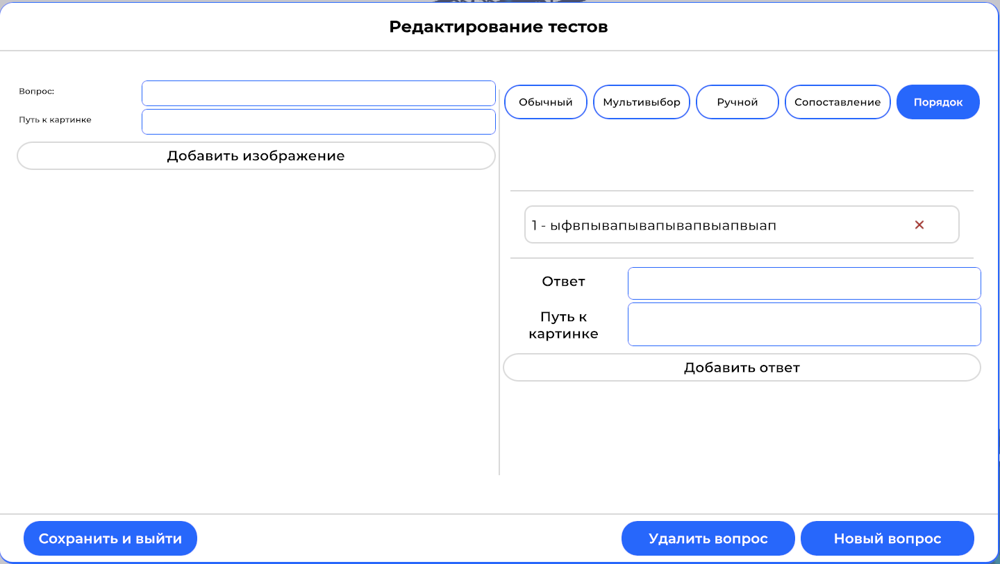 Редактирование тестов
Вопрос:
Путь к картинке
Добавить изображение
Обычный
Мультивыбор
Ручной
Сопоставление
Порядок
1 - ыфвпывапывапывапвыапвыап
Ответ
Путь к
картинке
Добавить ответ
Сохранить и выйти
Удалить вопрос
Новый вопрос